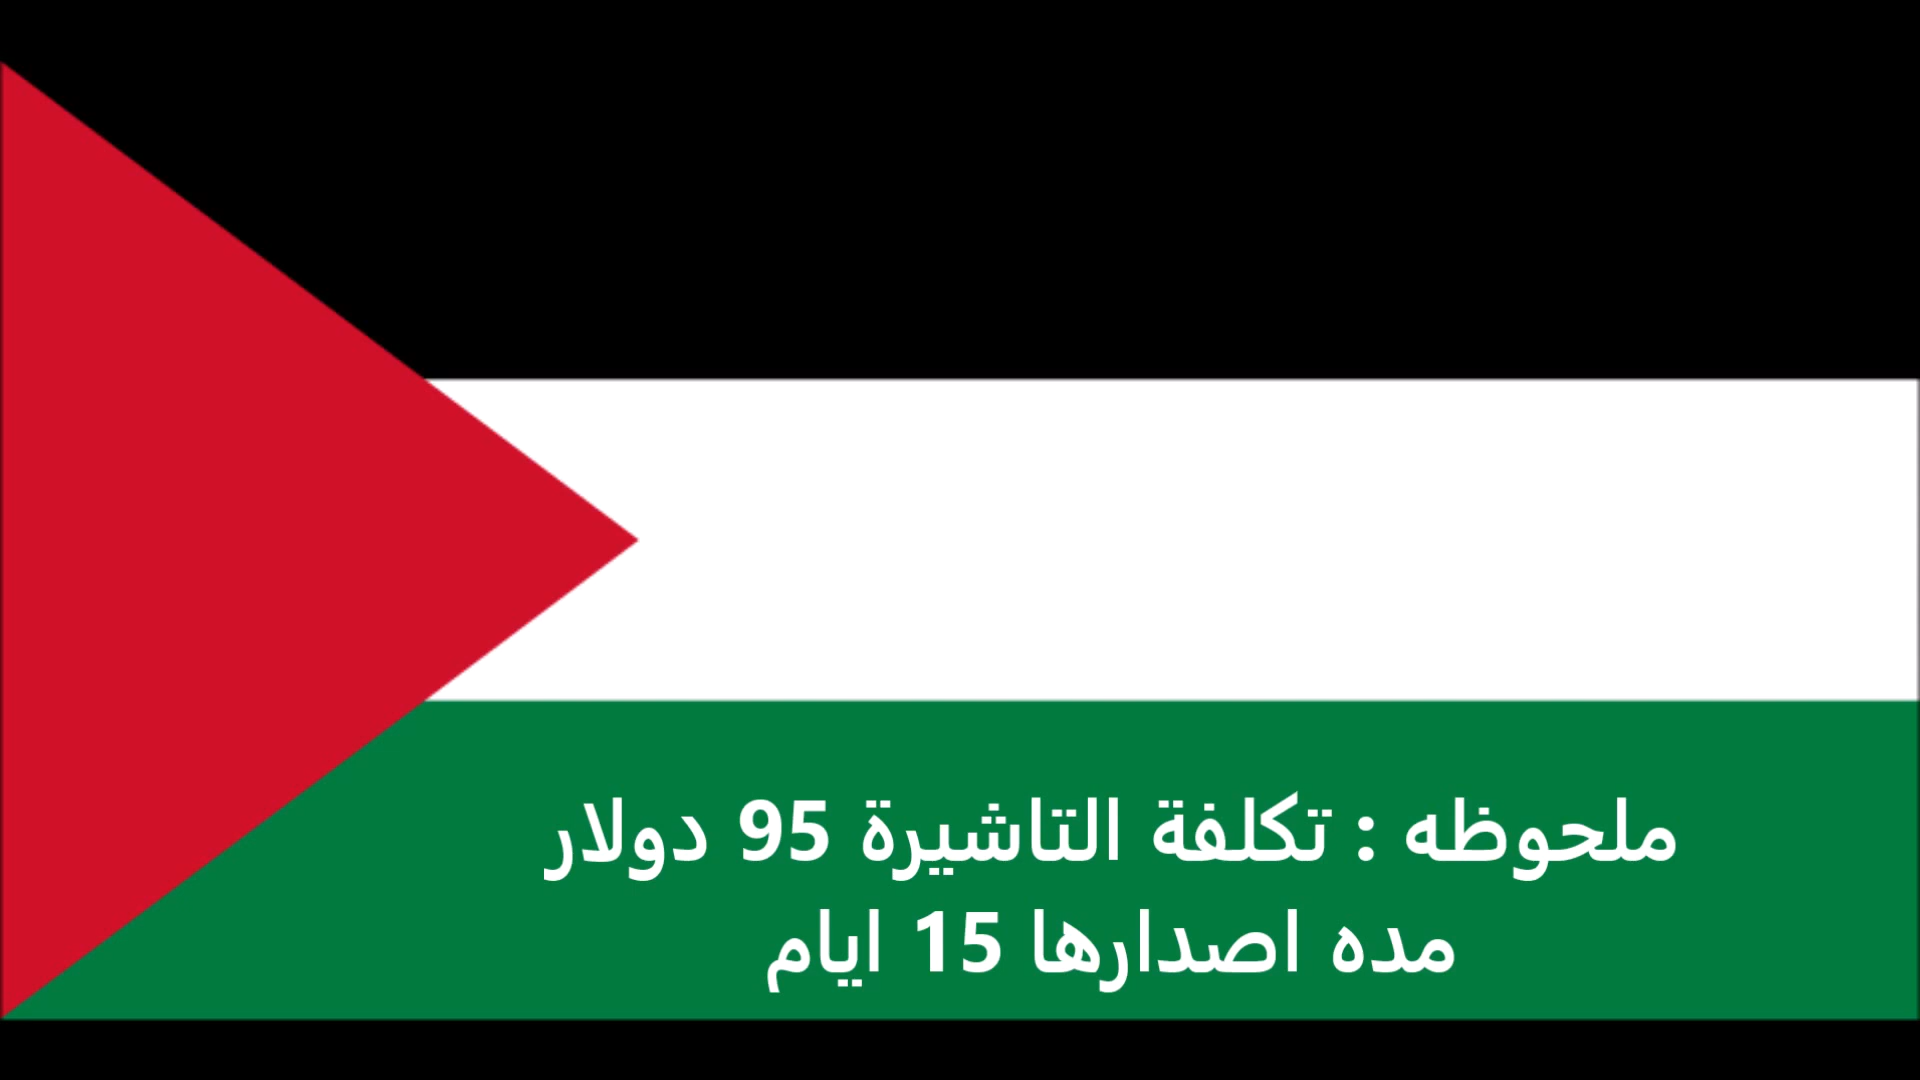 ملحوظه : تكلفة التاشيرة 95 دولار
مده اصدارها 15 ايام